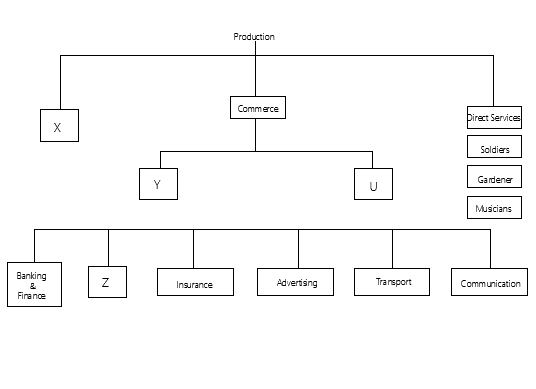 Production
X
Commerce
Direct Services
Soldiers
Gardener
Musicians
Y
U
Banking
&
Finance
Z
Insurance
Advertising
Transport
Communication